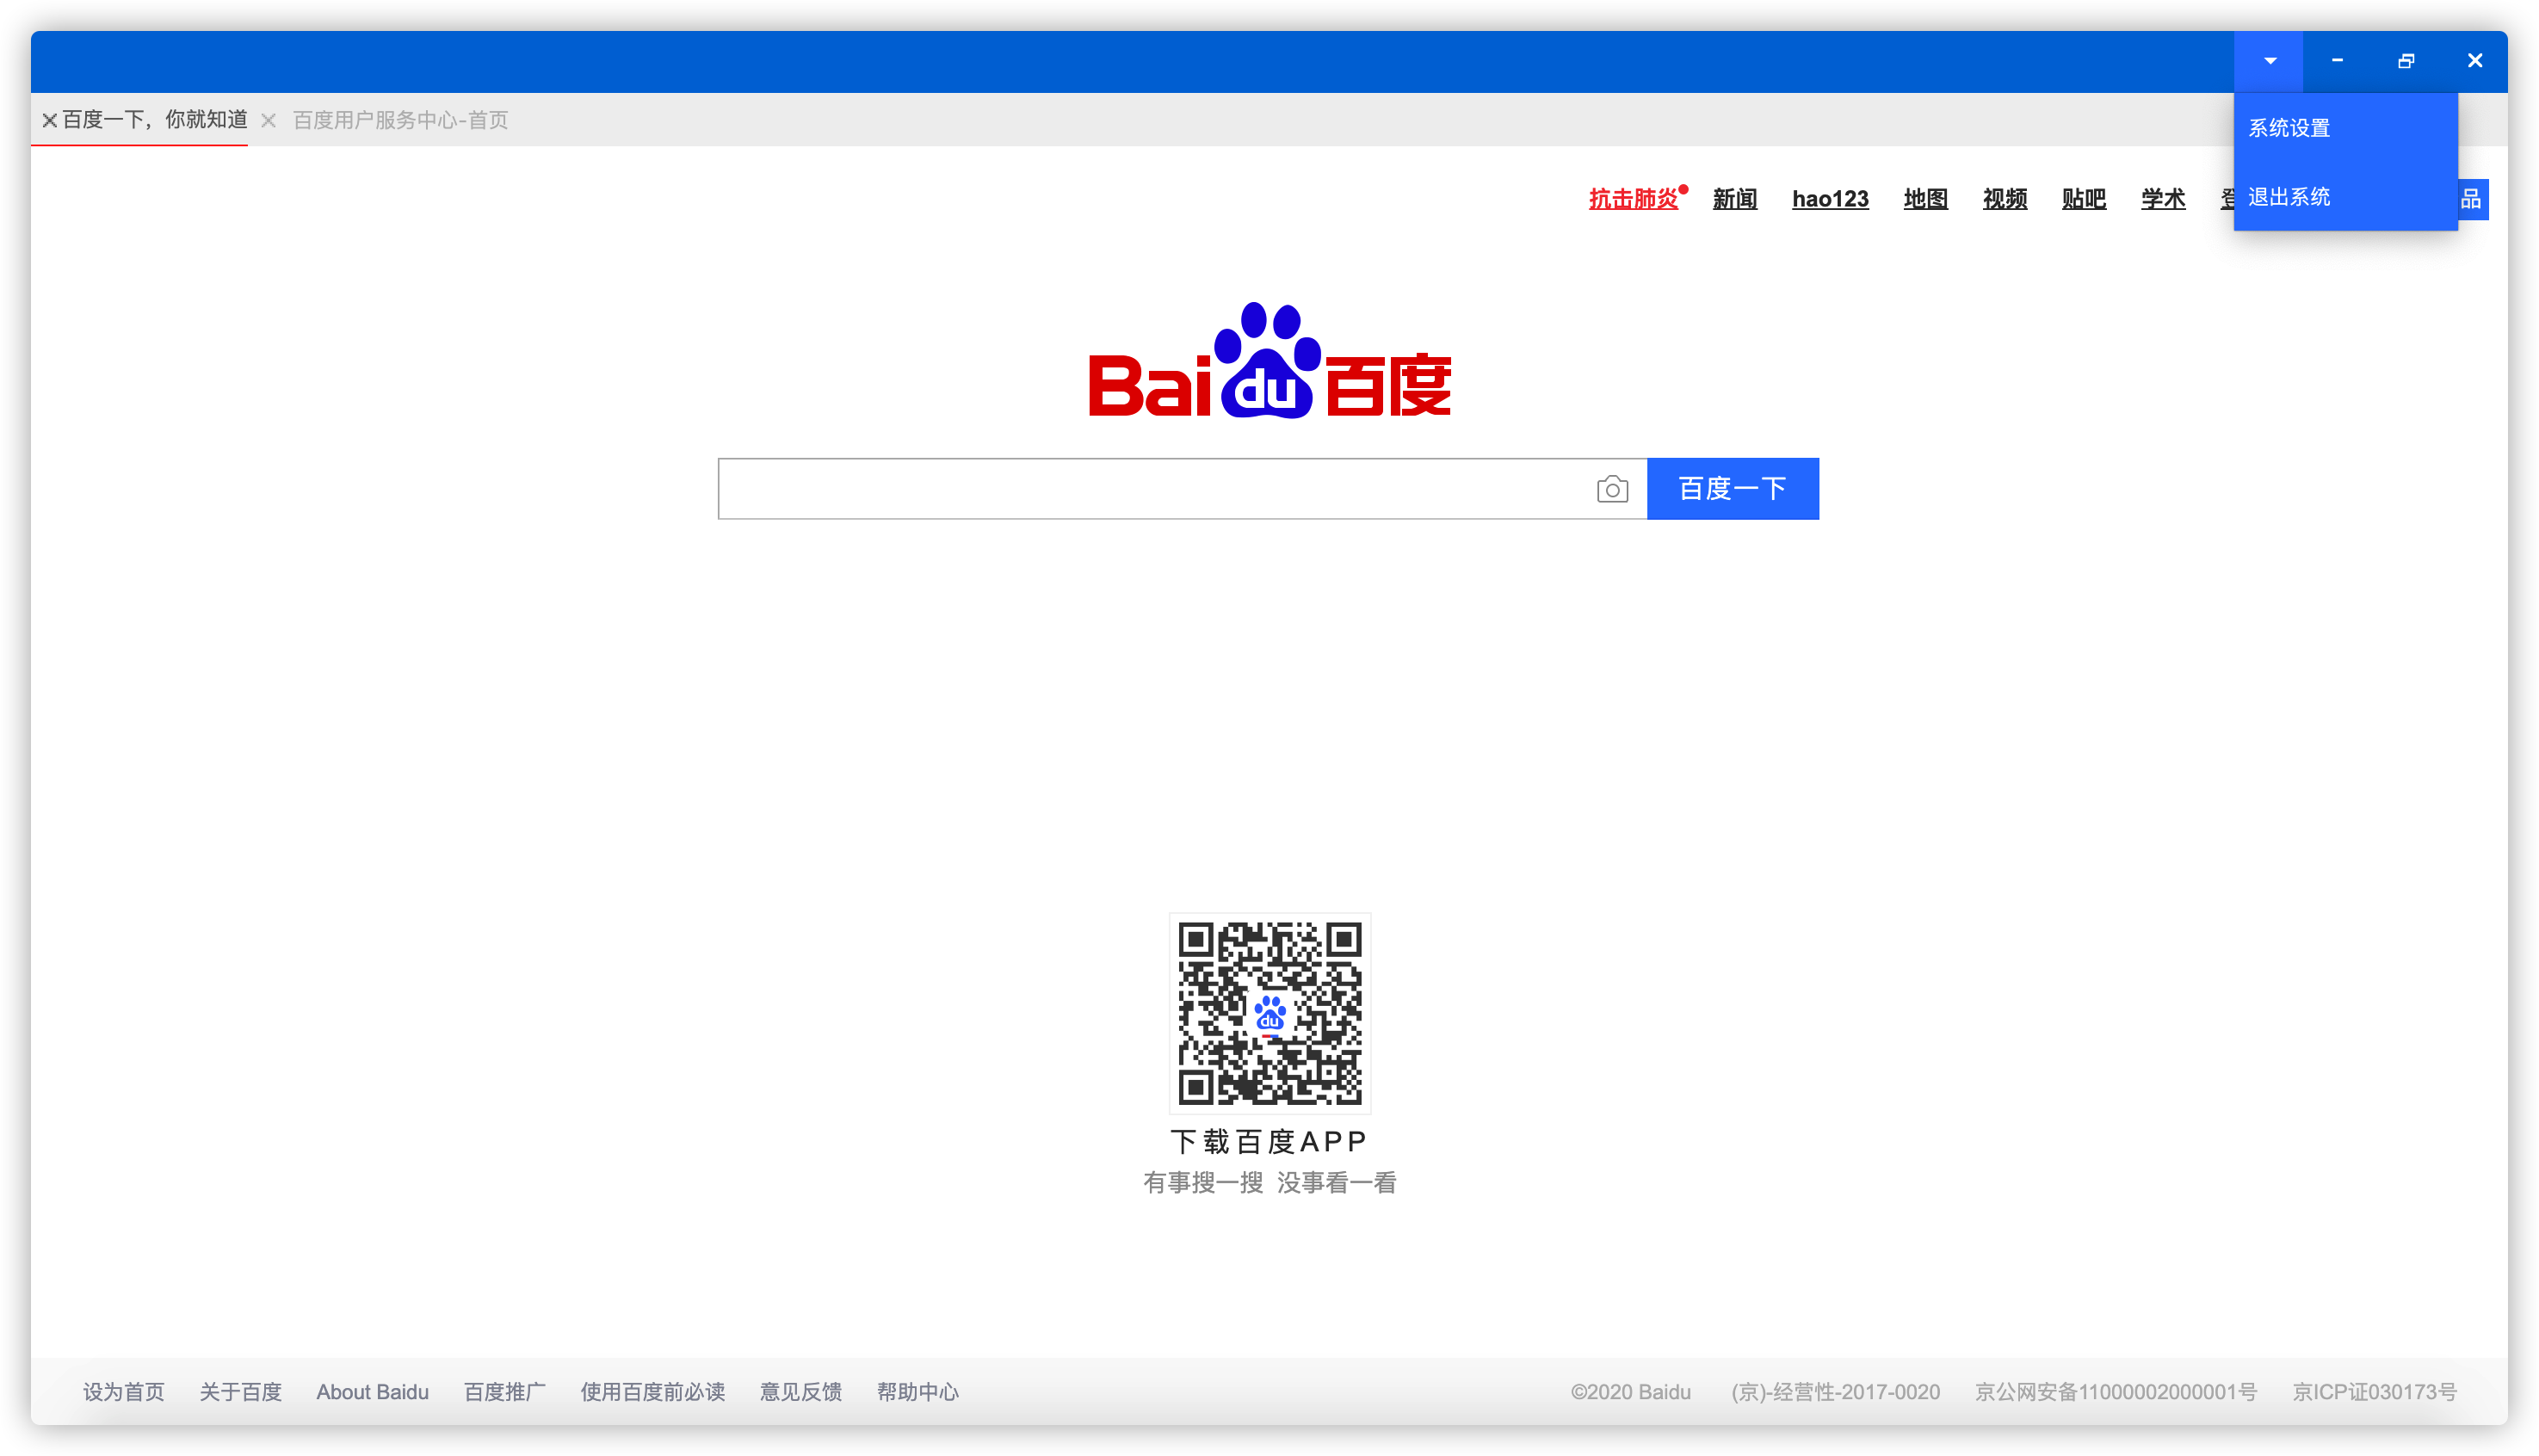 百度一下，你就知道
百度用户服务中心-首页
系统设置
退出系统
抗击肺炎 新闻 hao123 地图 视频 贴吧 学术
品
Bai du 百度
百度一下
du
下载百度APP
有事搜一搜 没事看一看
设为首页 关于百度 About Baidu 百度推广 使用百度前必读 意见反馈 帮助中心
©2020 Baidu (京)-经营性-2017-0020 京公网安备11000002000001号 京ICP证030173号